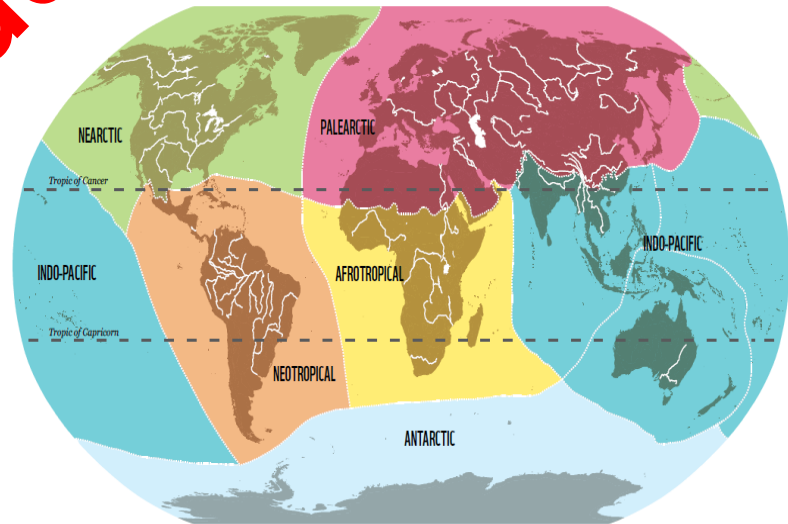 NEARCTIC
PALEARCTIC
Tropic of Cancer
INDO-PACIFIC
INDO-PACIFIC
AFROTROPICAL
Tropic of Capricorn
NEOTROPICAL
ANTARCTIC